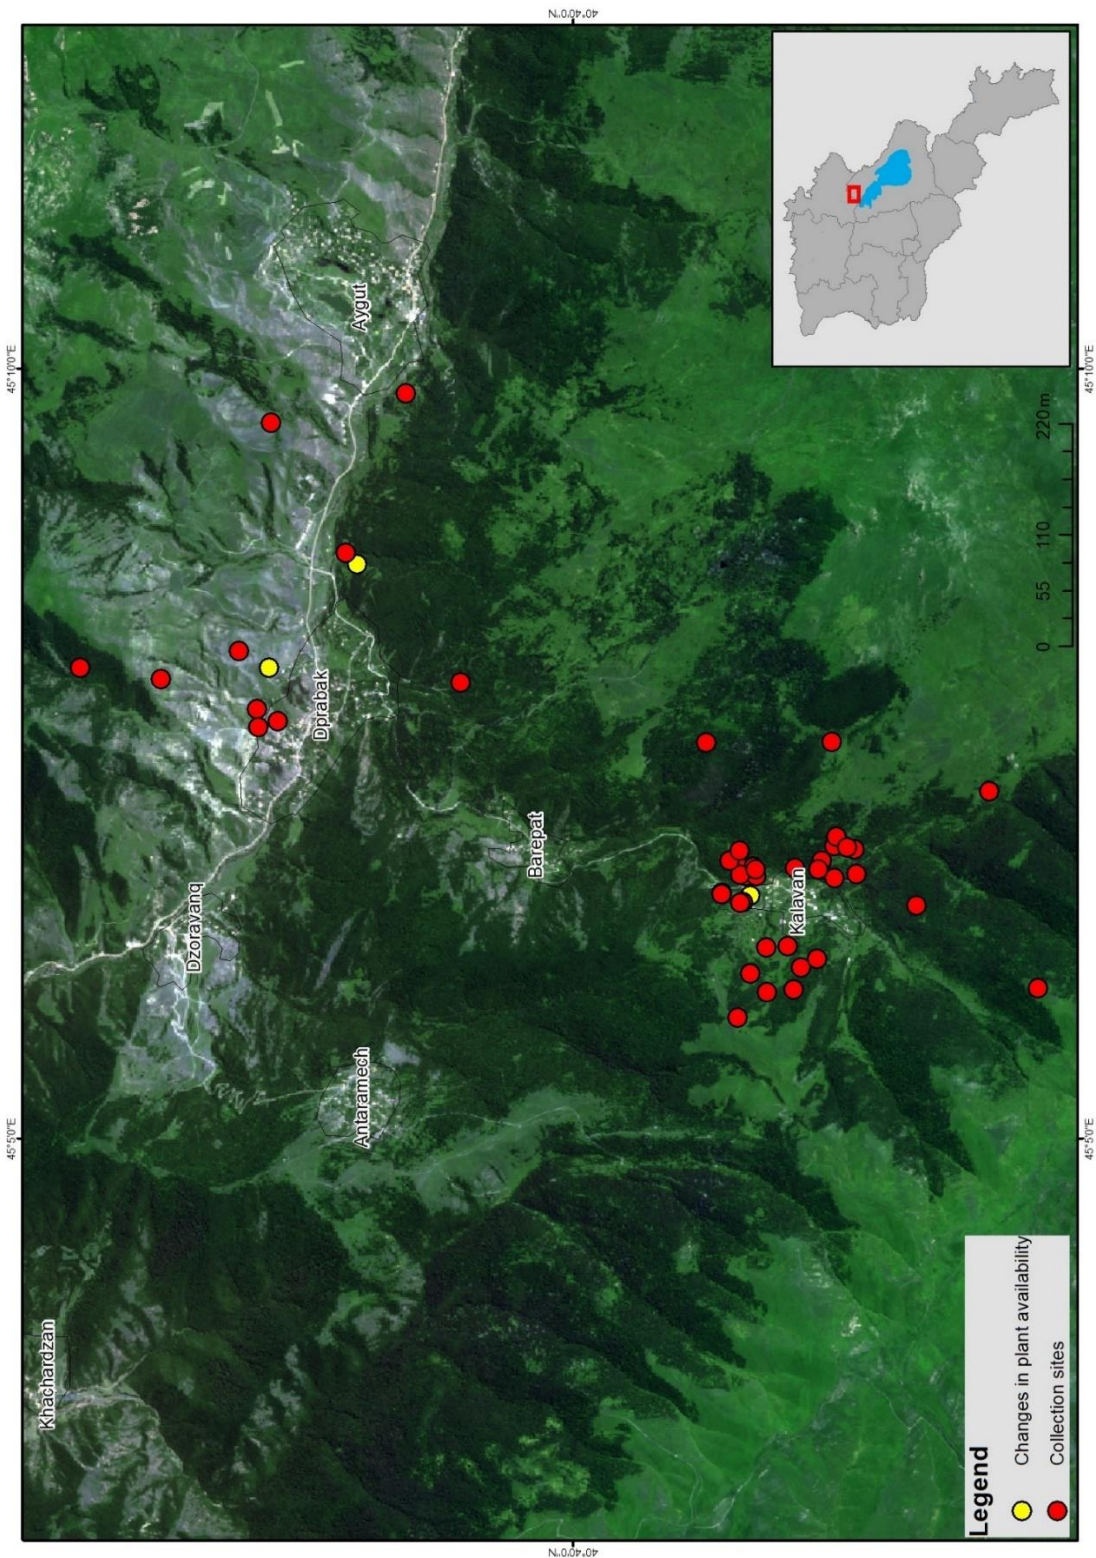 45°5'0"E
45°10'0"E
Khachardzan
Dzoravanq
Dprabak
Aygut
Antaramech
Barepat
40°40'0"N
40°40'0"N
Kalavan
Legend
Changes in plant availability
Collection sites
0 55 110 220 m
45°5'0"E
45°10'0"E